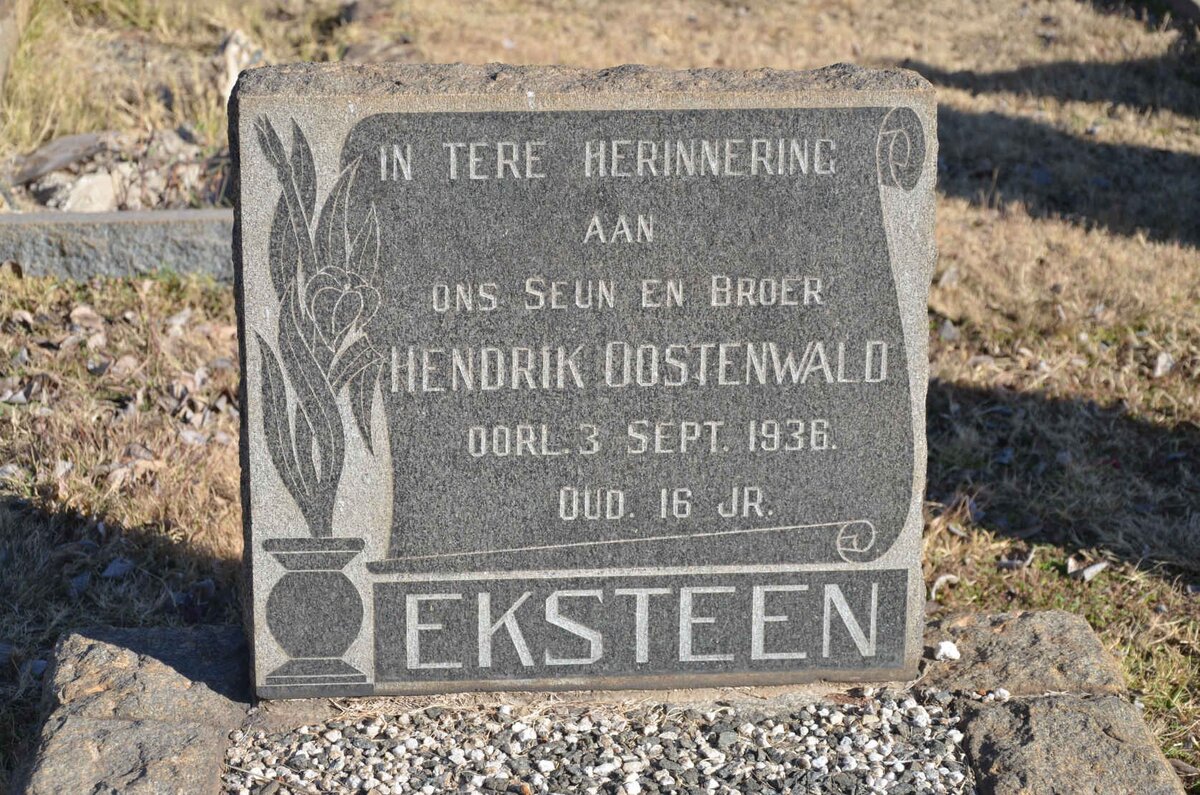 IN TERE HERINNERING
AAN
ONS SEUN EN BROER
HENDRIK OOSTENWALD
OORL. 3 SEPT. 1936.
OUD. 16 JR.
EKSTEEN